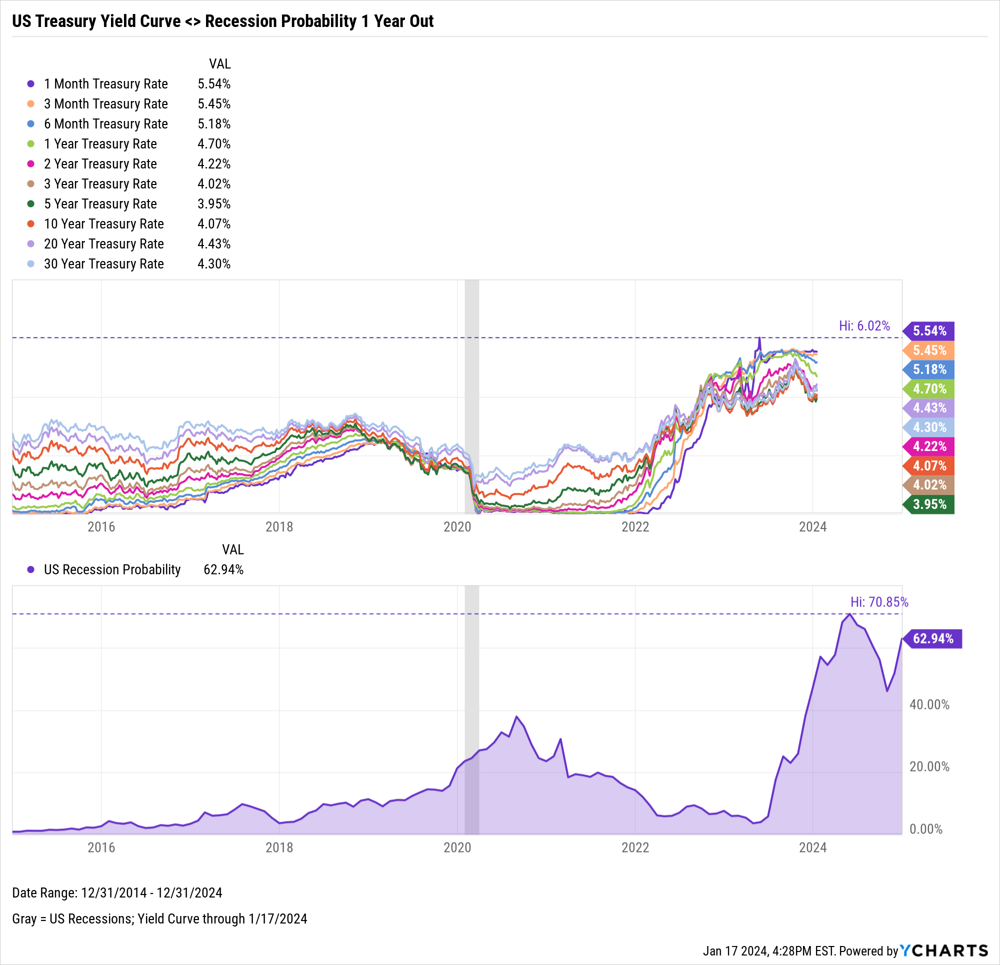 US Treasury Yield Curve <> Recession Probability 1 Year Out
VAL
1 Month Treasury Rate 5.54%
3 Month Treasury Rate 5.45%
6 Month Treasury Rate 5.18%
1 Year Treasury Rate 4.70%
2 Year Treasury Rate 4.22%
3 Year Treasury Rate 4.02%
5 Year Treasury Rate 3.95%
10 Year Treasury Rate 4.07%
20 Year Treasury Rate 4.43%
30 Year Treasury Rate 4.30%
Hi: 6.02%
5.54%
5.45%
5.18%
4.70%
4.43%
4.30%
4.22%
4.07%
4.02%
3.95%
2016 2018 2020 2022 2024
VAL
US Recession Probability 62.94%
Hi: 70.85%
62.94%
40.00%
20.00%
0.00%
2016 2018 2020 2022 2024
Date Range: 12/31/2014 - 12/31/2024
Gray = US Recessions; Yield Curve through 1/17/2024
Jan 17 2024, 4:28PM EST. Powered by YCHARTS